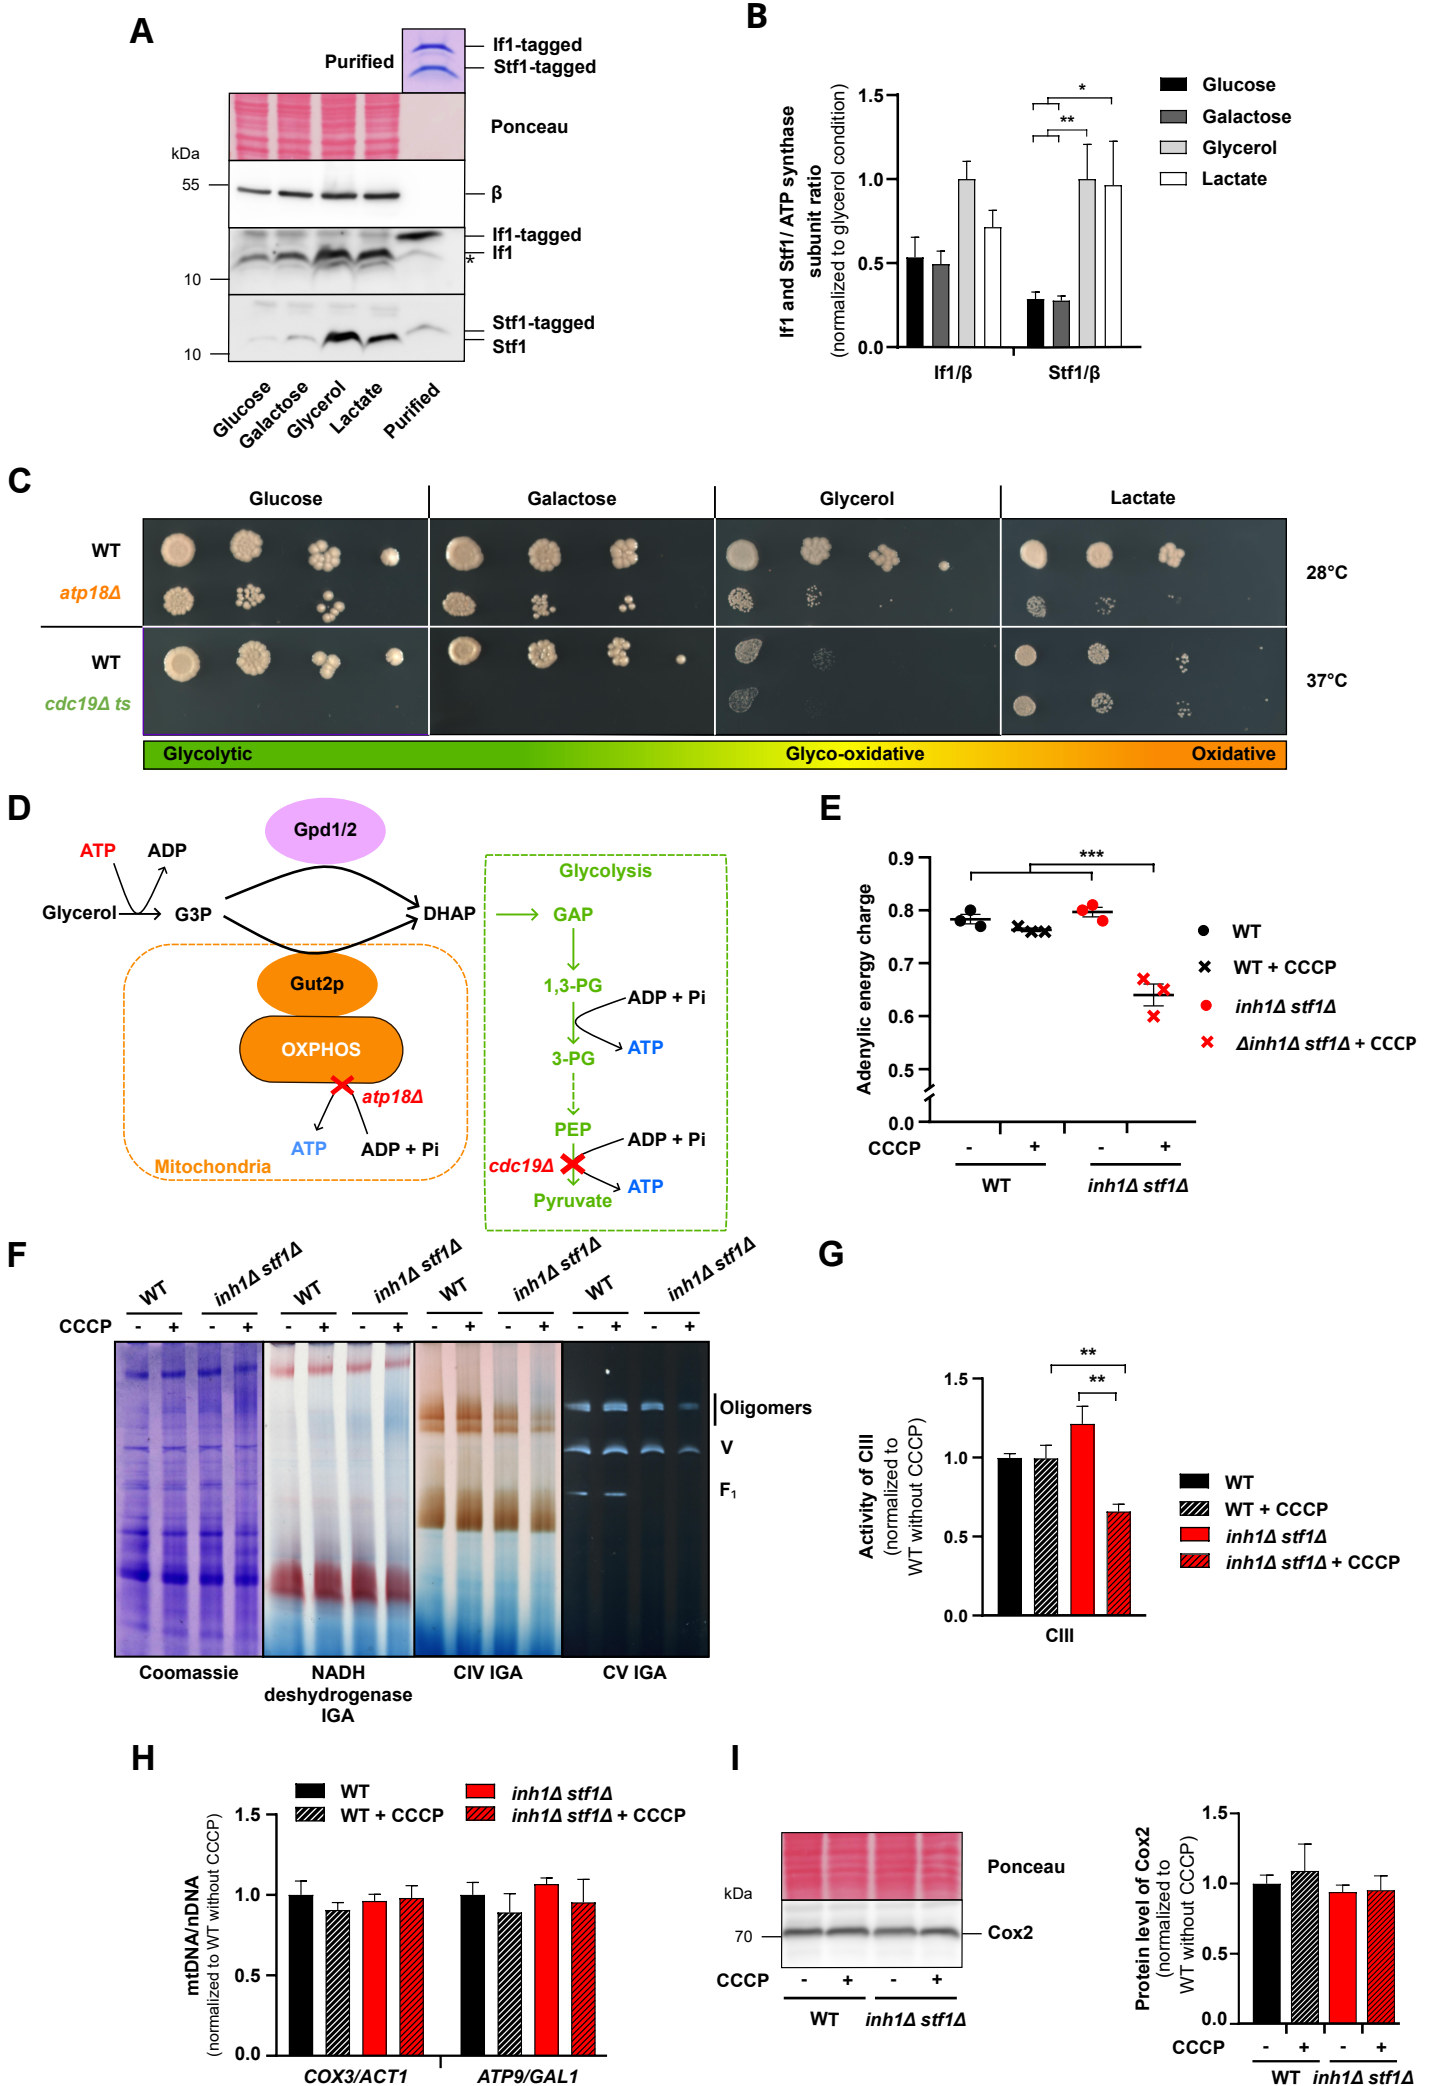 A
Purified
If1-tagged
Stf1-tagged
Ponceau
kDa
55
β
If1-tagged
If1
*
10
Stf1-tagged
Stf1
10
Glucose
Galactose
Glycerol
Lactate
Purified
B
If1 and Stf1/ ATP synthase
subunit ratio
(normalized to glycerol condition)
1.5
1.0
0.5
0.0
*
**
If1/β
Stf1/β
Glucose
Galactose
Glycerol
Lactate
C
Glucose
Galactose
Glycerol
Lactate
WT
atp18Δ
28°C
WT
cdc19Δ ts
37°C
Glycolytic
Glyco-oxidative
Oxidative
D
Gpd1/2
ATP
ADP
Glycerol
G3P
DHAP
Gut2p
OXPHOS
atp18Δ
ATP
ADP + Pi
Mitochondria
Glycolysis
GAP
1,3-PG
ADP + Pi
ATP
3-PG
PEP
ADP + Pi
cdc19Δ
ATP
Pyruvate
E
Adenylic energy charge
0.9
0.8
0.7
0.6
0.5
0.0
***
CCCP
-
+
-
+
WT
inh1Δ stf1Δ
WT
WT + CCCP
inh1Δ stf1Δ
Δinh1Δ stf1Δ + CCCP
F
WT
inh1Δ stf1Δ
WT
inh1Δ stf1Δ
WT
inh1Δ stf1Δ
WT
inh1Δ stf1Δ
CCCP
- + - + - + - + - + - + - + - +
Oligomers
V
F₁
Coomassie
NADH
deshydrogenase
IGA
CIV IGA
CV IGA
G
Activity of CIII
(normalized to
WT without CCCP)
1.5
1.0
0.5
0.0
**
**
CIII
WT
WT + CCCP
inh1Δ stf1Δ
inh1Δ stf1Δ + CCCP
H
WT
WT + CCCP
inh1Δ stf1Δ
inh1Δ stf1Δ + CCCP
mtDNA/nDNA
(normalized to WT without CCCP)
1.5
1.0
0.5
0.0
COX3/ACT1
ATP9/GAL1
I
Ponceau
kDa
70
Cox2
CCCP
-
+
-
+
WT
inh1Δ stf1Δ
Protein level of Cox2
(normalized to
WT without CCCP)
1.5
1.0
0.5
0.0
CCCP
-
+
-
+
WT
inh1Δ stf1Δ